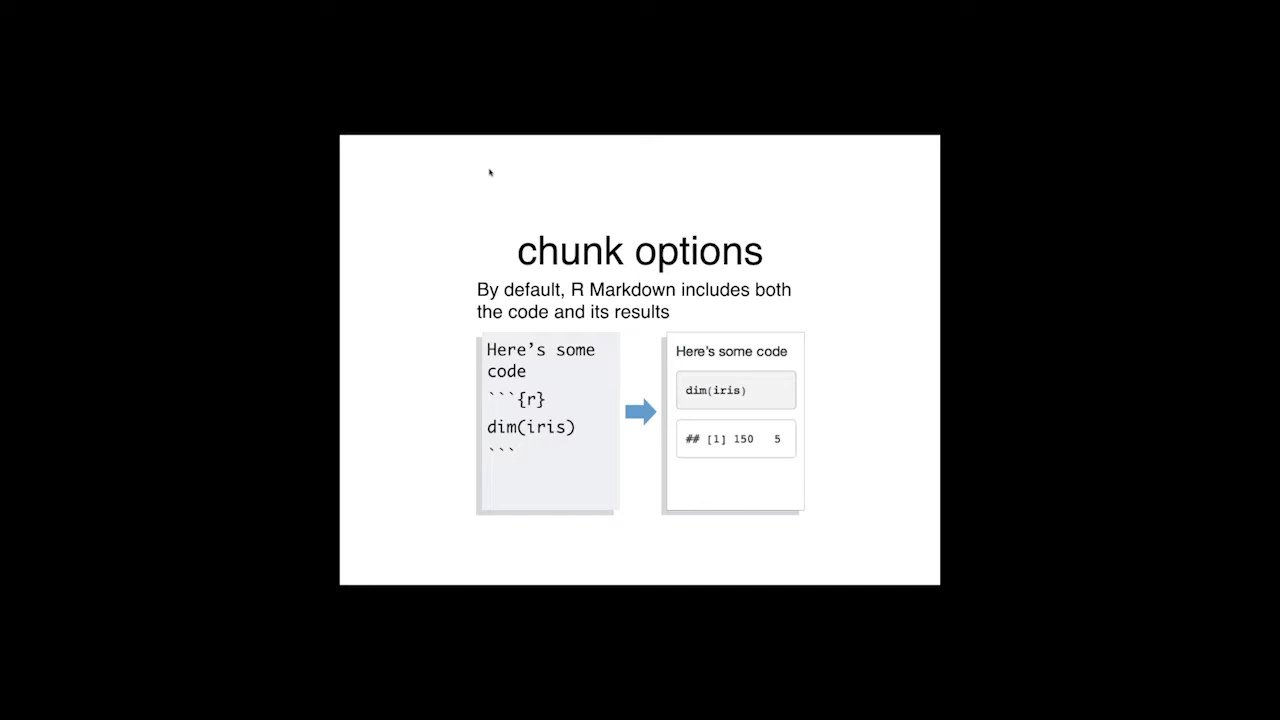 chunk options
By default, R Markdown includes both
the code and its results
Here’s some
code
```{r}
dim(iris)
```
Here's some code
dim(iris)
## [1] 150   5